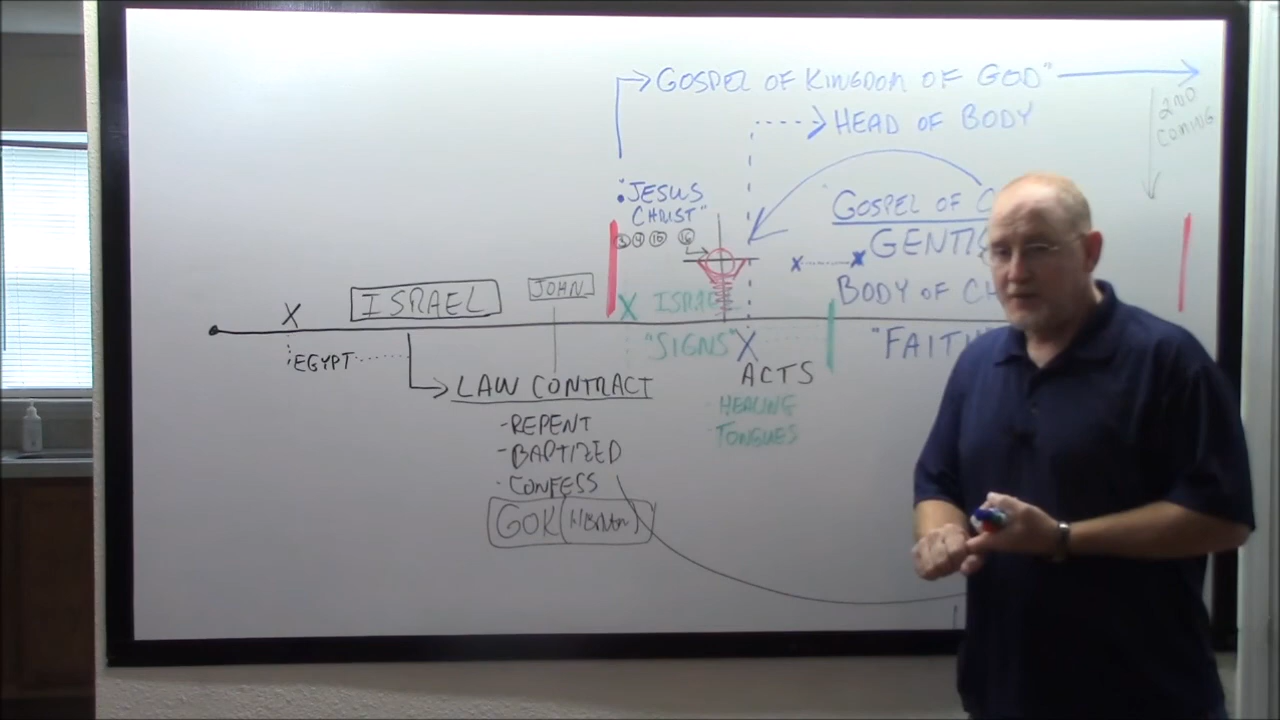 GOSPEL OF KINGDOM OF GOD"
HEAD OF BODY
2ND
COMING
"JESUS
CHRIST"
GOSPEL OF
GENTI
BODY OF CH
X
ISRAEL
JOHN
X
X
X ISRA
"SIGNS" X
"FAIT
EGYPT
ACTS
LAW CONTRACT
- HEALING
TONGUES
- REPENT
- BAPTIZED
- CONFESS
GOK